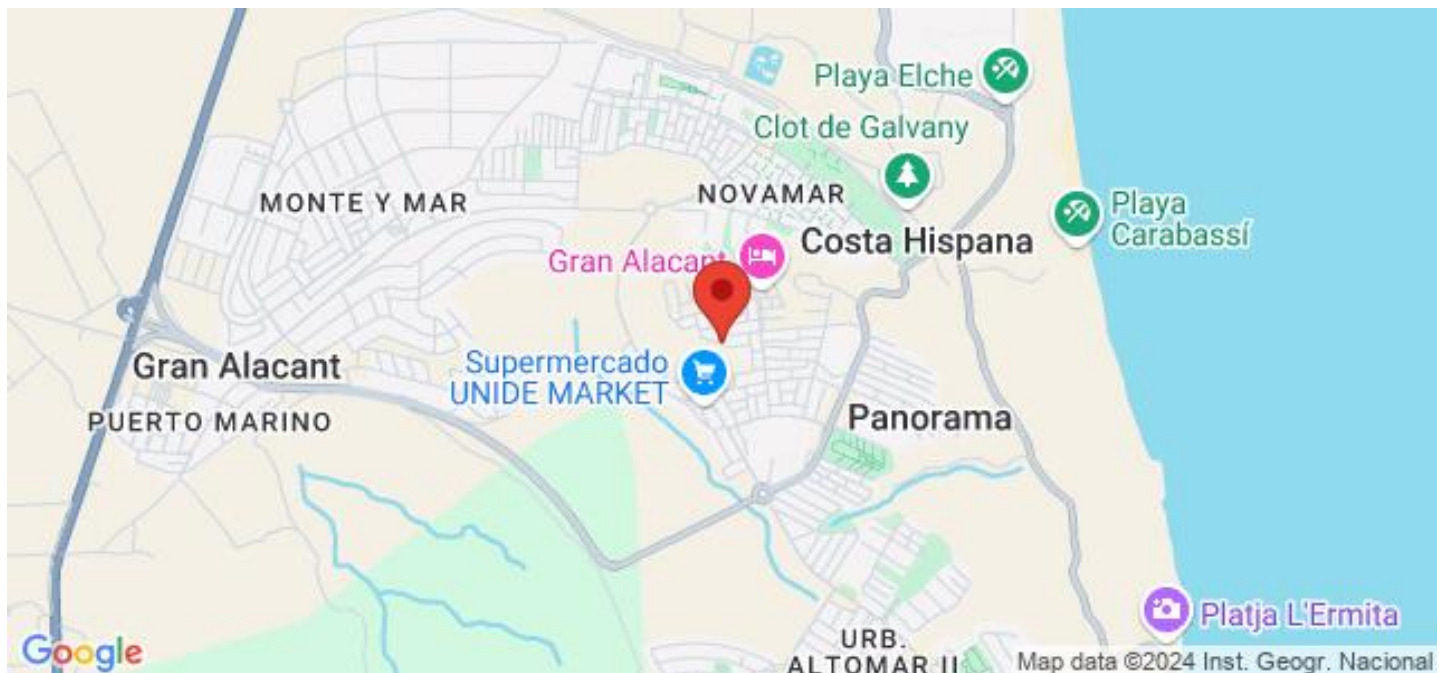 Playa Elche
Clot de Galvany
MONTE Y MAR
NOVAMAR
Playa
Carabassí
Costa Hispana
Gran Alacant
Supermercado
UNIDE MARKET
Gran Alacant
PUERTO MARINO
Panorama
Platja L'Ermita
URB.
ALTOMAR II
Google
Map data ©2024 Inst. Geogr. Nacional